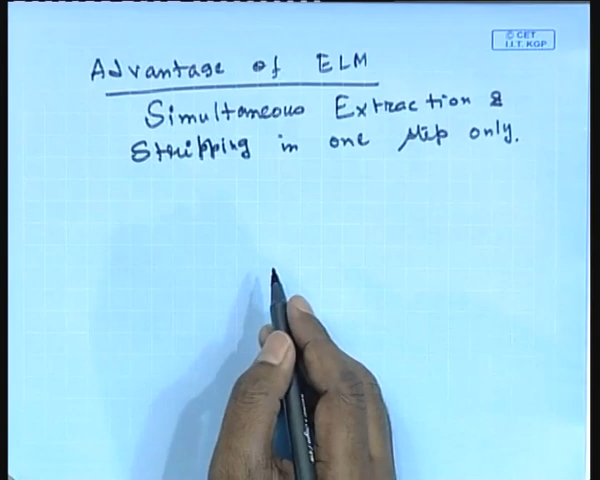 © CET
I.I.T. KGP
Advantage of ELM
Simultaneous Extraction &
Stripping in one step only.